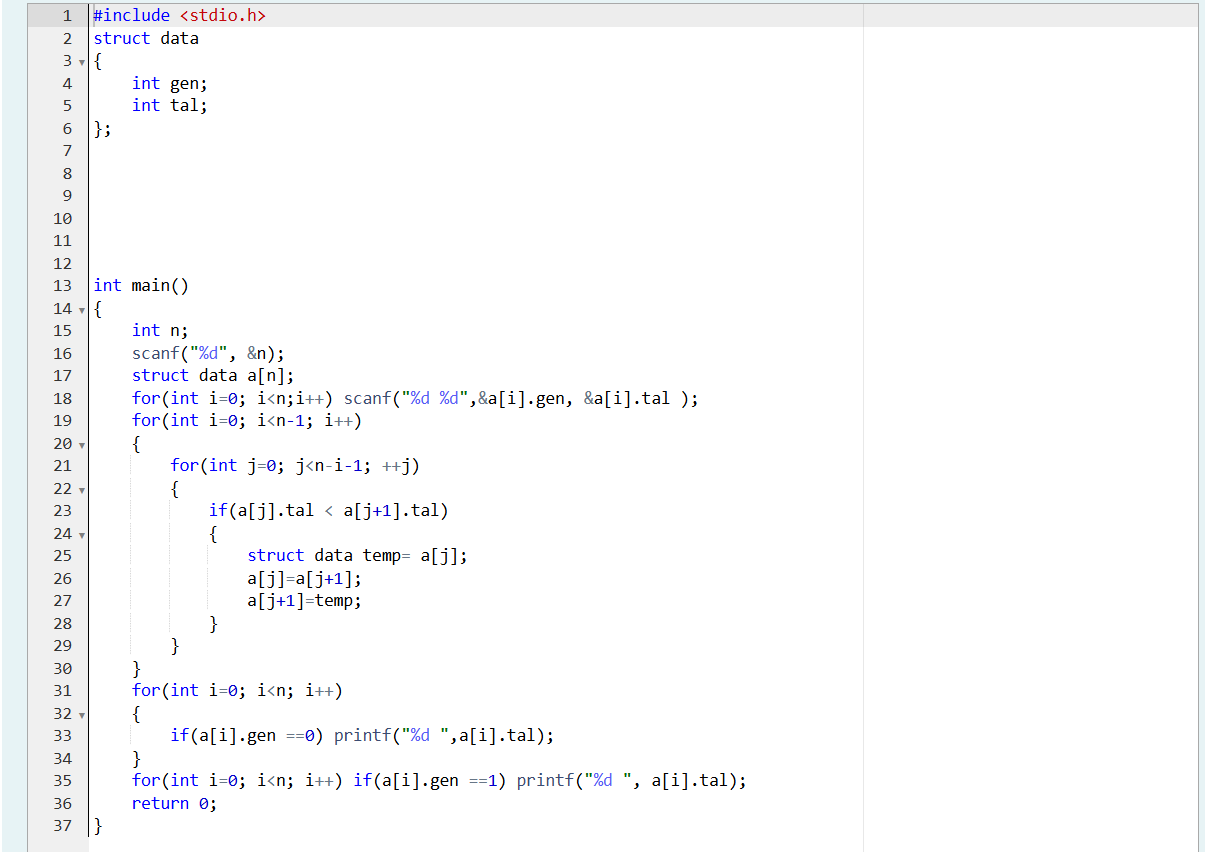 1 #include <stdio.h>
2 struct data
3 {
4     int gen;
5     int tal;
6 };
7
8
9
10
11
12
13 int main()
14 {
15     int n;
16     scanf("%d", &n);
17     struct data a[n];
18     for(int i=0; i<n;i++) scanf("%d %d",&a[i].gen, &a[i].tal );
19     for(int i=0; i<n-1; i++)
20     {
21         for(int j=0; j<n-i-1; ++j)
22         {
23             if(a[j].tal < a[j+1].tal)
24             {
25                 struct data temp= a[j];
26                 a[j]=a[j+1];
27                 a[j+1]=temp;
28             }
29         }
30     }
31     for(int i=0; i<n; i++)
32     {
33         if(a[i].gen ==0) printf("%d ",a[i].tal);
34     }
35     for(int i=0; i<n; i++) if(a[i].gen ==1) printf("%d ", a[i].tal);
36     return 0;
37 }